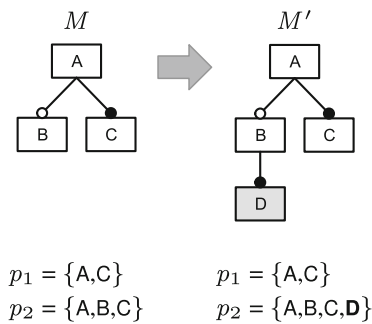 M M′
A A
B C B C
D
p₁ = {A,C} p₁ = {A,C}
p₂ = {A,B,C} p₂ = {A,B,C,D}